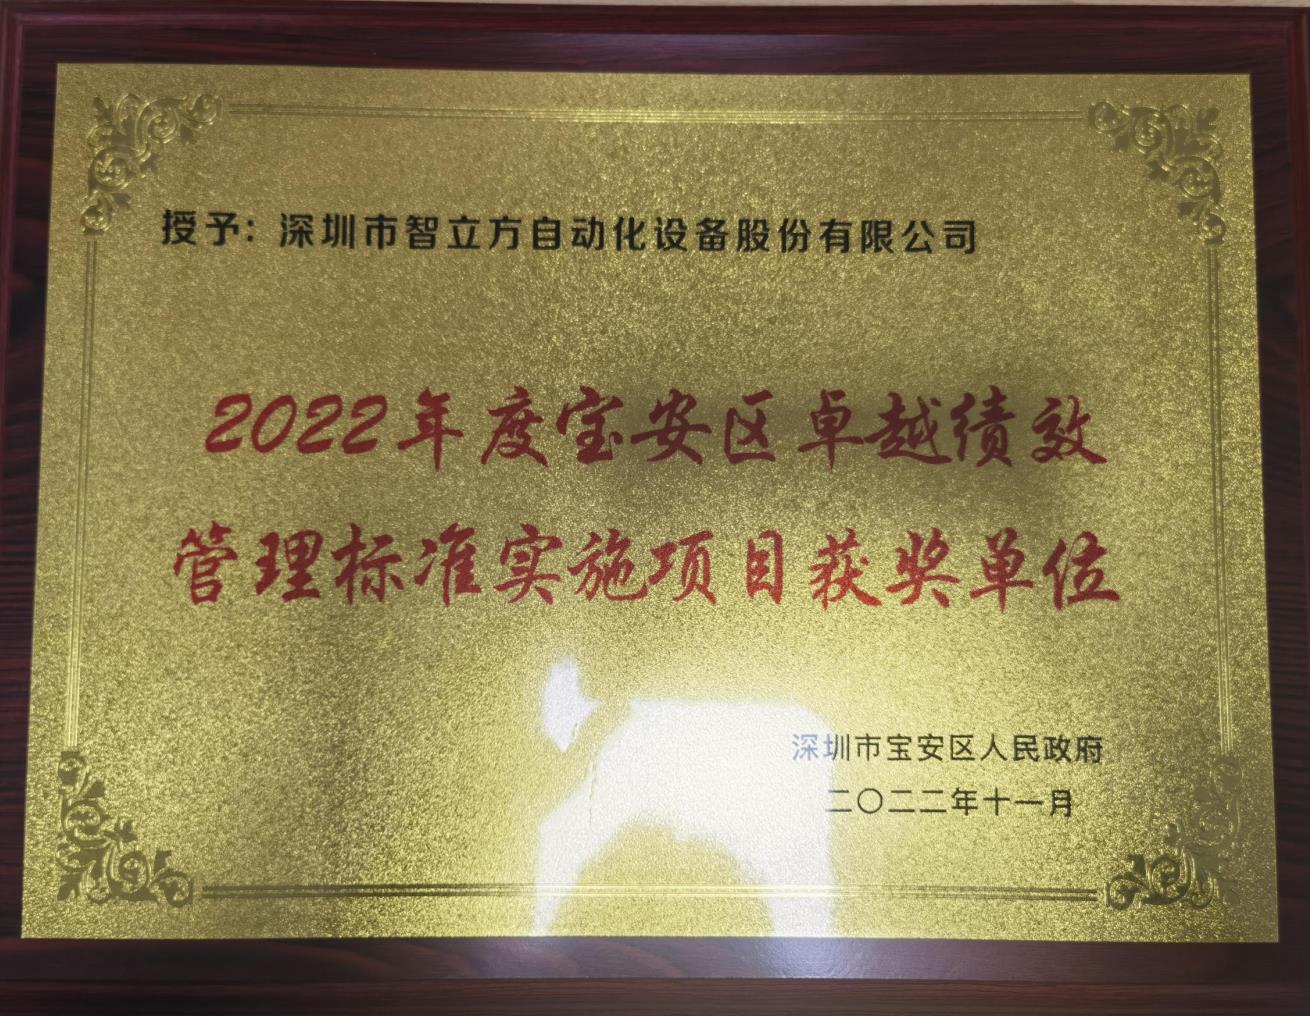 授予：深圳市智立方自动化设备股份有限公司
2022年度宝安区卓越绩效
管理标准实施项目获奖单位
深圳市宝安区人民政府
二〇二二年十一月